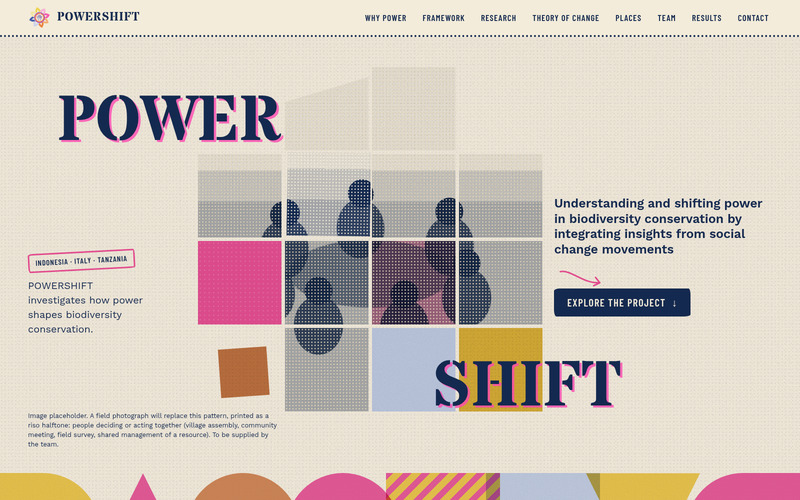 POWERSHIFT
WHY POWER FRAMEWORK RESEARCH THEORY OF CHANGE PLACES TEAM RESULTS CONTACT
POWER
Understanding and shifting power
in biodiversity conservation by
integrating insights from social
change movements
INDONESIA · ITALY · TANZANIA
POWERSHIFT
investigates how power
shapes biodiversity
conservation.
EXPLORE THE PROJECT ↓
SHIFT
Image placeholder. A field photograph will replace this pattern, printed as a
riso halftone: people deciding or acting together (village assembly, community
meeting, field survey, shared management of a resource). To be supplied by
the team.